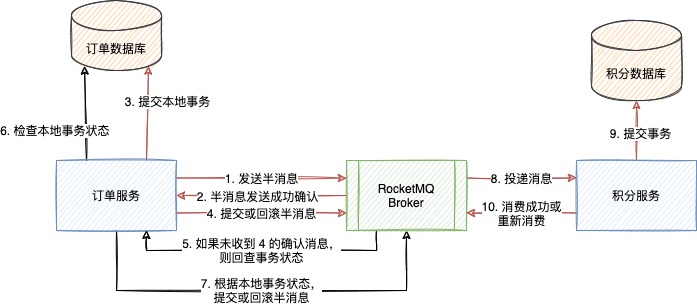 订单数据库
积分数据库
3. 提交本地事务
6. 检查本地事务状态
9. 提交事务
订单服务
1. 发送半消息
2. 半消息发送成功确认
4. 提交或回滚半消息
RocketMQ
Broker
8. 投递消息
10. 消费成功或
重新消费
积分服务
5. 如果未收到 4 的确认消息，
则回查事务状态
7. 根据本地事务状态，
提交或回滚半消息